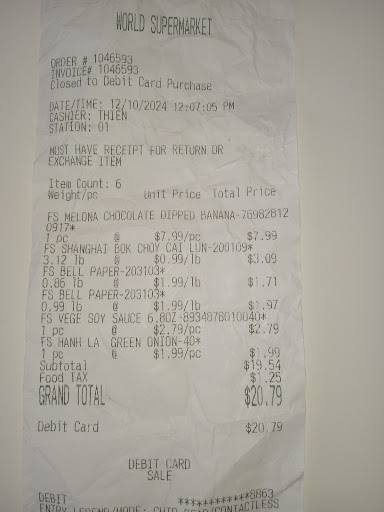 WORLD SUPERMARKET
ORDER # 1046593
INVOICE# 1046593
Closed to Debit Card Purchase
DATE/TIME: 12/10/2024 12:07:05 PM
CASHIER: THIEN
STATION: 01
MUST HAVE RECEIPT FOR RETURN OR
EXCHANGE ITEM
Item Count: 6
Weight/pc Unit Price Total Price
FS MELONA CHOCOLATE DIPPED BANANA-76982812
0917*
1 pc @ $7.99/pc $7.99
FS SHANGHAI BOK CHOY CAI LUN-200109*
3.12 lb @ $0.99/lb $3.09
FS BELL PAPER-203103*
0.86 lb @ $1.99/lb $1.71
FS BELL PAPER-203103*
0.99 lb @ $1.99/lb $1.97
FS VEGE SOY SAUCE 6.8OZ-8934878010040*
1 pc @ $2.79/pc $2.79
FS HANH LA GREEN ONION-40*
1 pc @ $1.99/pc $1.99
Subtotal $19.54
Food TAX $1.25
GRAND TOTAL $20.79
Debit Card $20.79
DEBIT CARD
SALE
DEBIT ************8863
ENTRY LEGEND/MODE: CHIP READ/CONTACTLESS